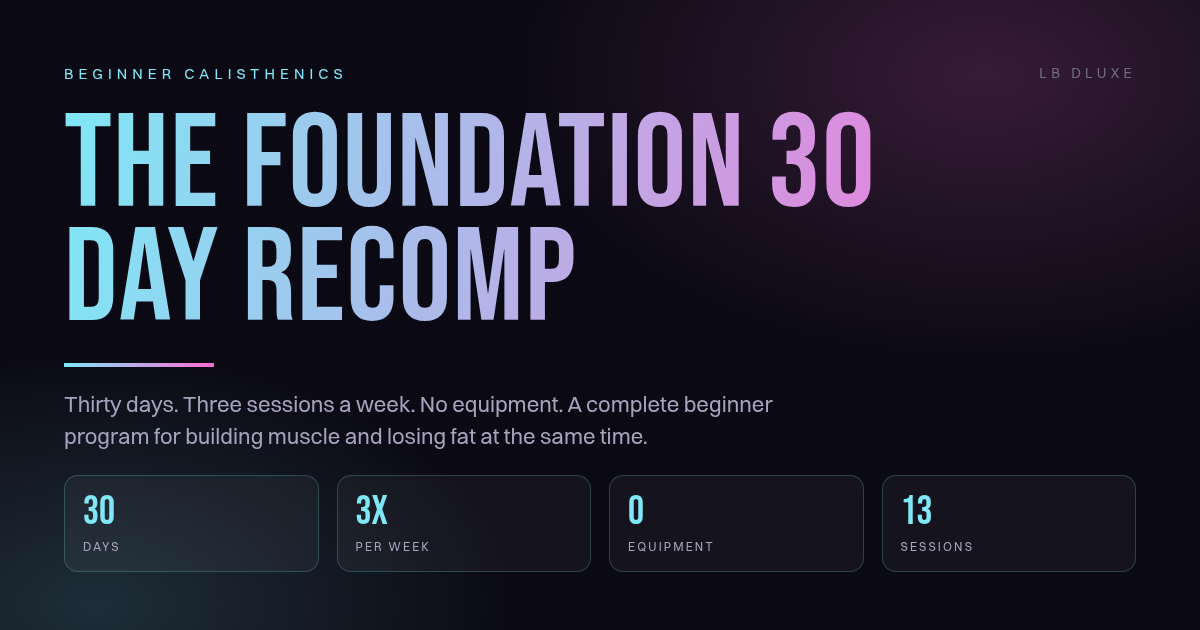 BEGINNER CALISTHENICS
LB DLUXE
THE FOUNDATION 30
DAY RECOMP
Thirty days. Three sessions a week. No equipment. A complete beginner
program for building muscle and losing fat at the same time.
30
DAYS
3X
PER WEEK
0
EQUIPMENT
13
SESSIONS